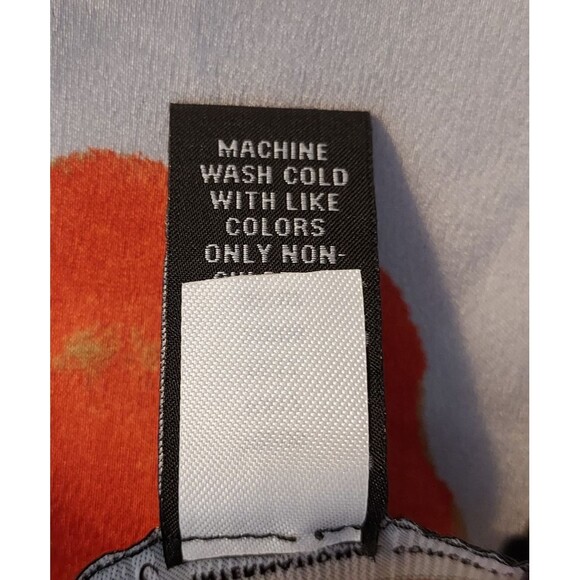 MACHINE
WASH COLD
WITH LIKE
COLORS
ONLY NON-